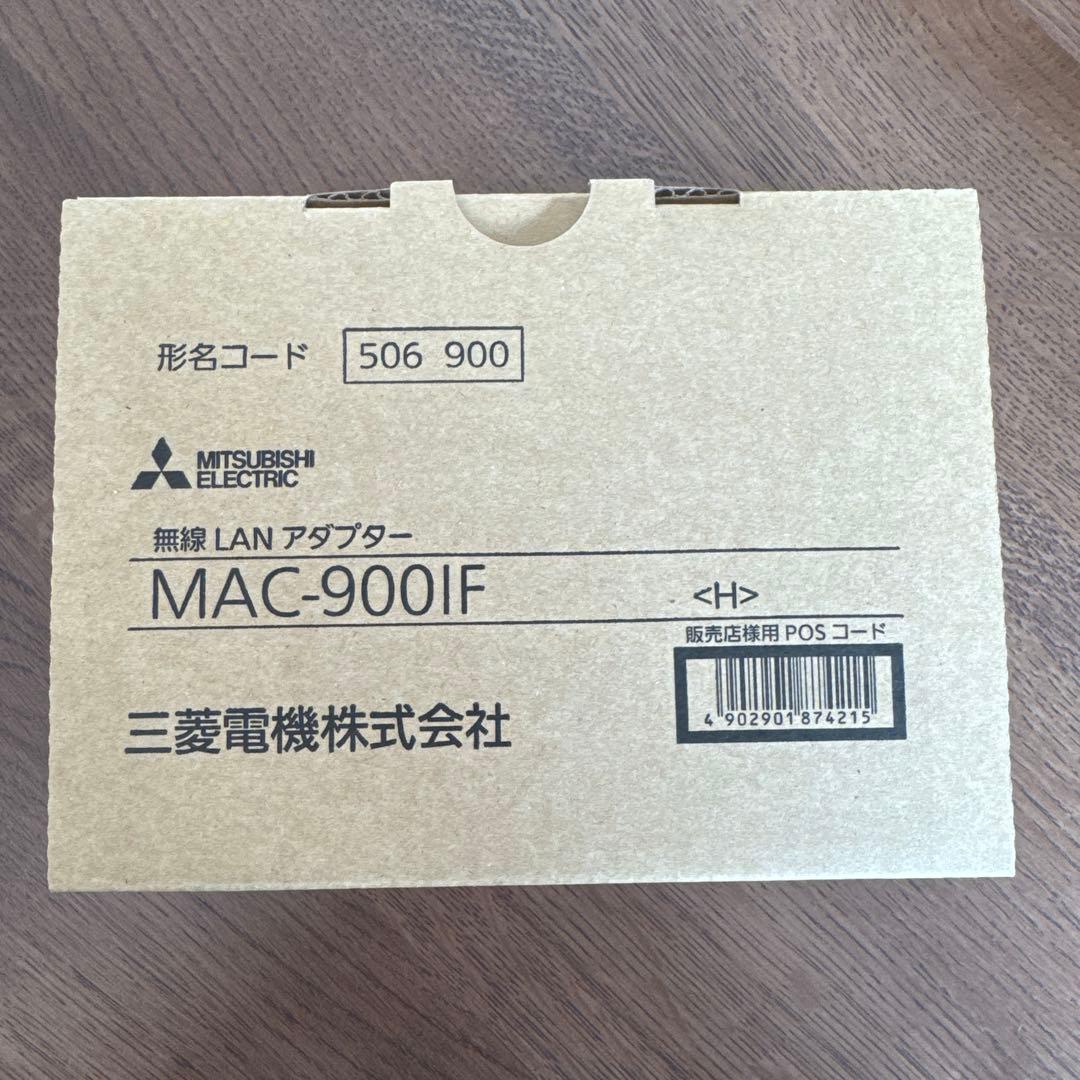 形名コード 506 900
MITSUBISHI
ELECTRIC
無線 LAN アダプター
MAC-900IF <H>
販売店様用 POS コード
4 902901 874215
三菱電機株式会社